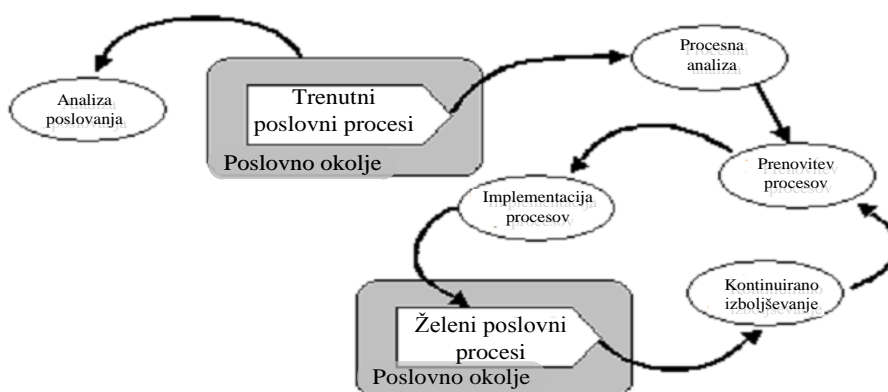 Procesna
analiza
Analiza
poslovanja
Trenutni
poslovni procesi
Poslovno okolje
Prenovitev
procesov
Implementacija
procesov
Kontinuirano
izboljševanje
Želeni poslovni
procesi
Poslovno okolje